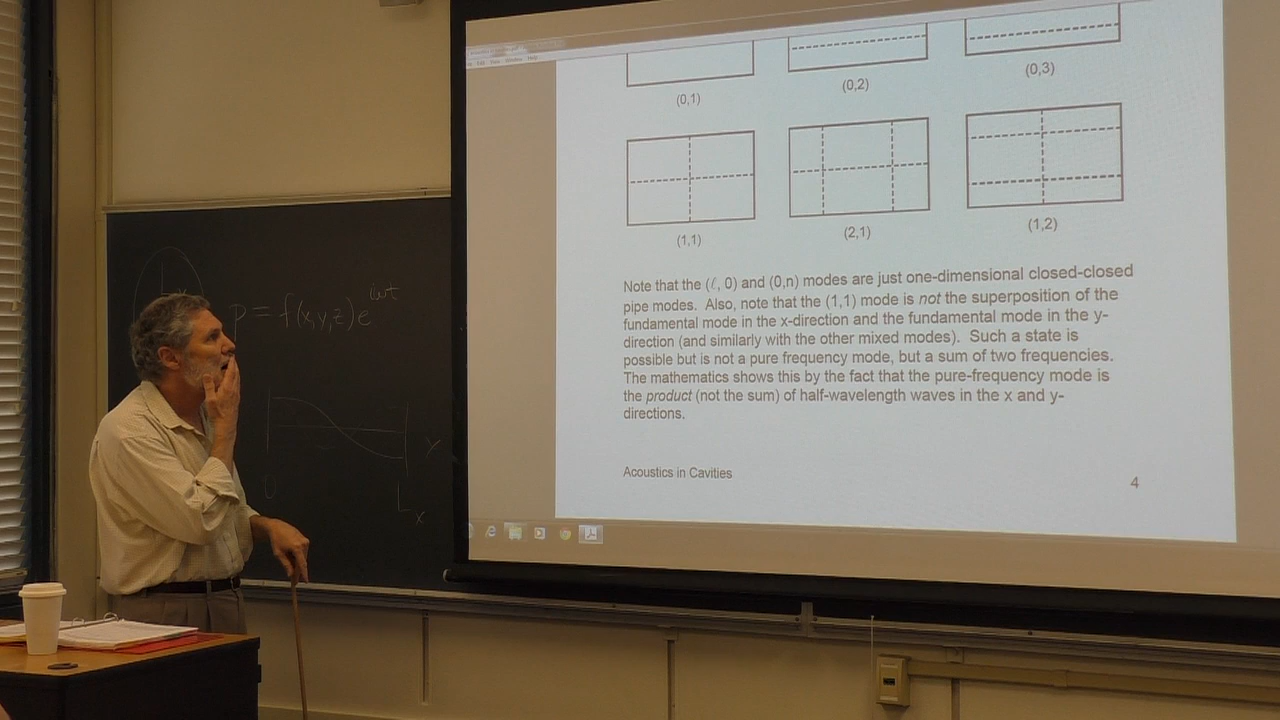 Edit View Window Help
(0,1) (0,2) (0,3)
(1,1) (2,1) (1,2)
Note that the (ℓ, 0) and (0,n) modes are just one-dimensional closed-closed
pipe modes. Also, note that the (1,1) mode is not the superposition of the
fundamental mode in the x-direction and the fundamental mode in the y-
direction (and similarly with the other mixed modes). Such a state is
possible but is not a pure frequency mode, but a sum of two frequencies.
The mathematics shows this by the fact that the pure-frequency mode is
the product (not the sum) of half-wavelength waves in the x and y-
directions.
Acoustics in Cavities 4
p = f(x,y,z) e^{iωt}
x
0 L_x